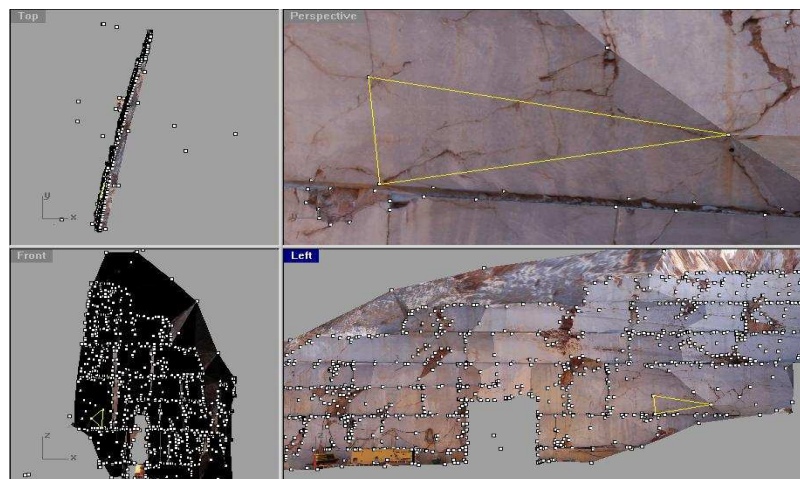 Top
Perspective
y
x
Front
Left
z
x